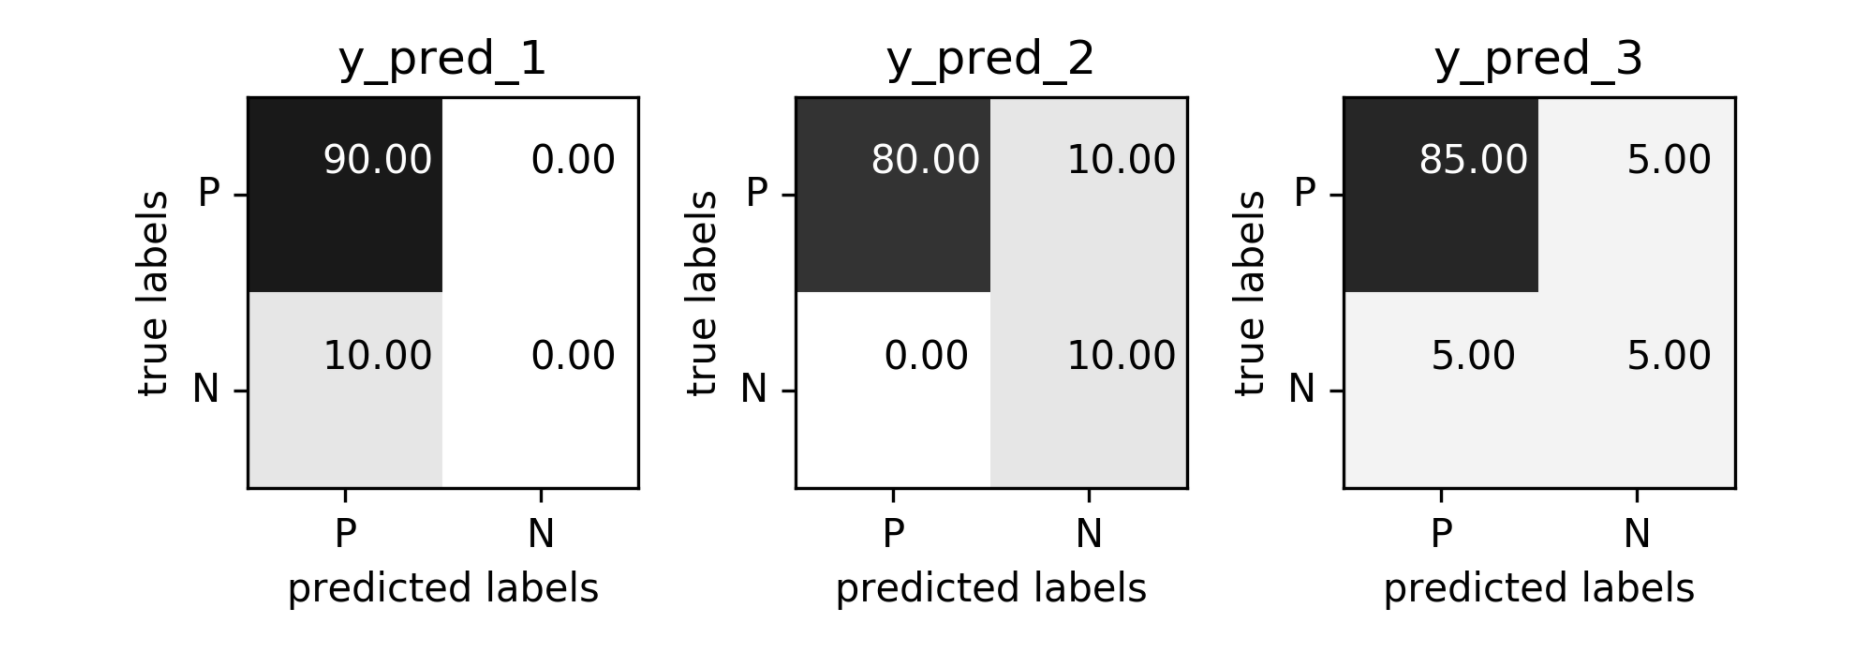 y_pred_1
90.00 0.00
10.00 0.00
P
N
true labels
P N
predicted labels
y_pred_2
80.00 10.00
0.00 10.00
P
N
true labels
P N
predicted labels
y_pred_3
85.00 5.00
5.00 5.00
P
N
true labels
P N
predicted labels